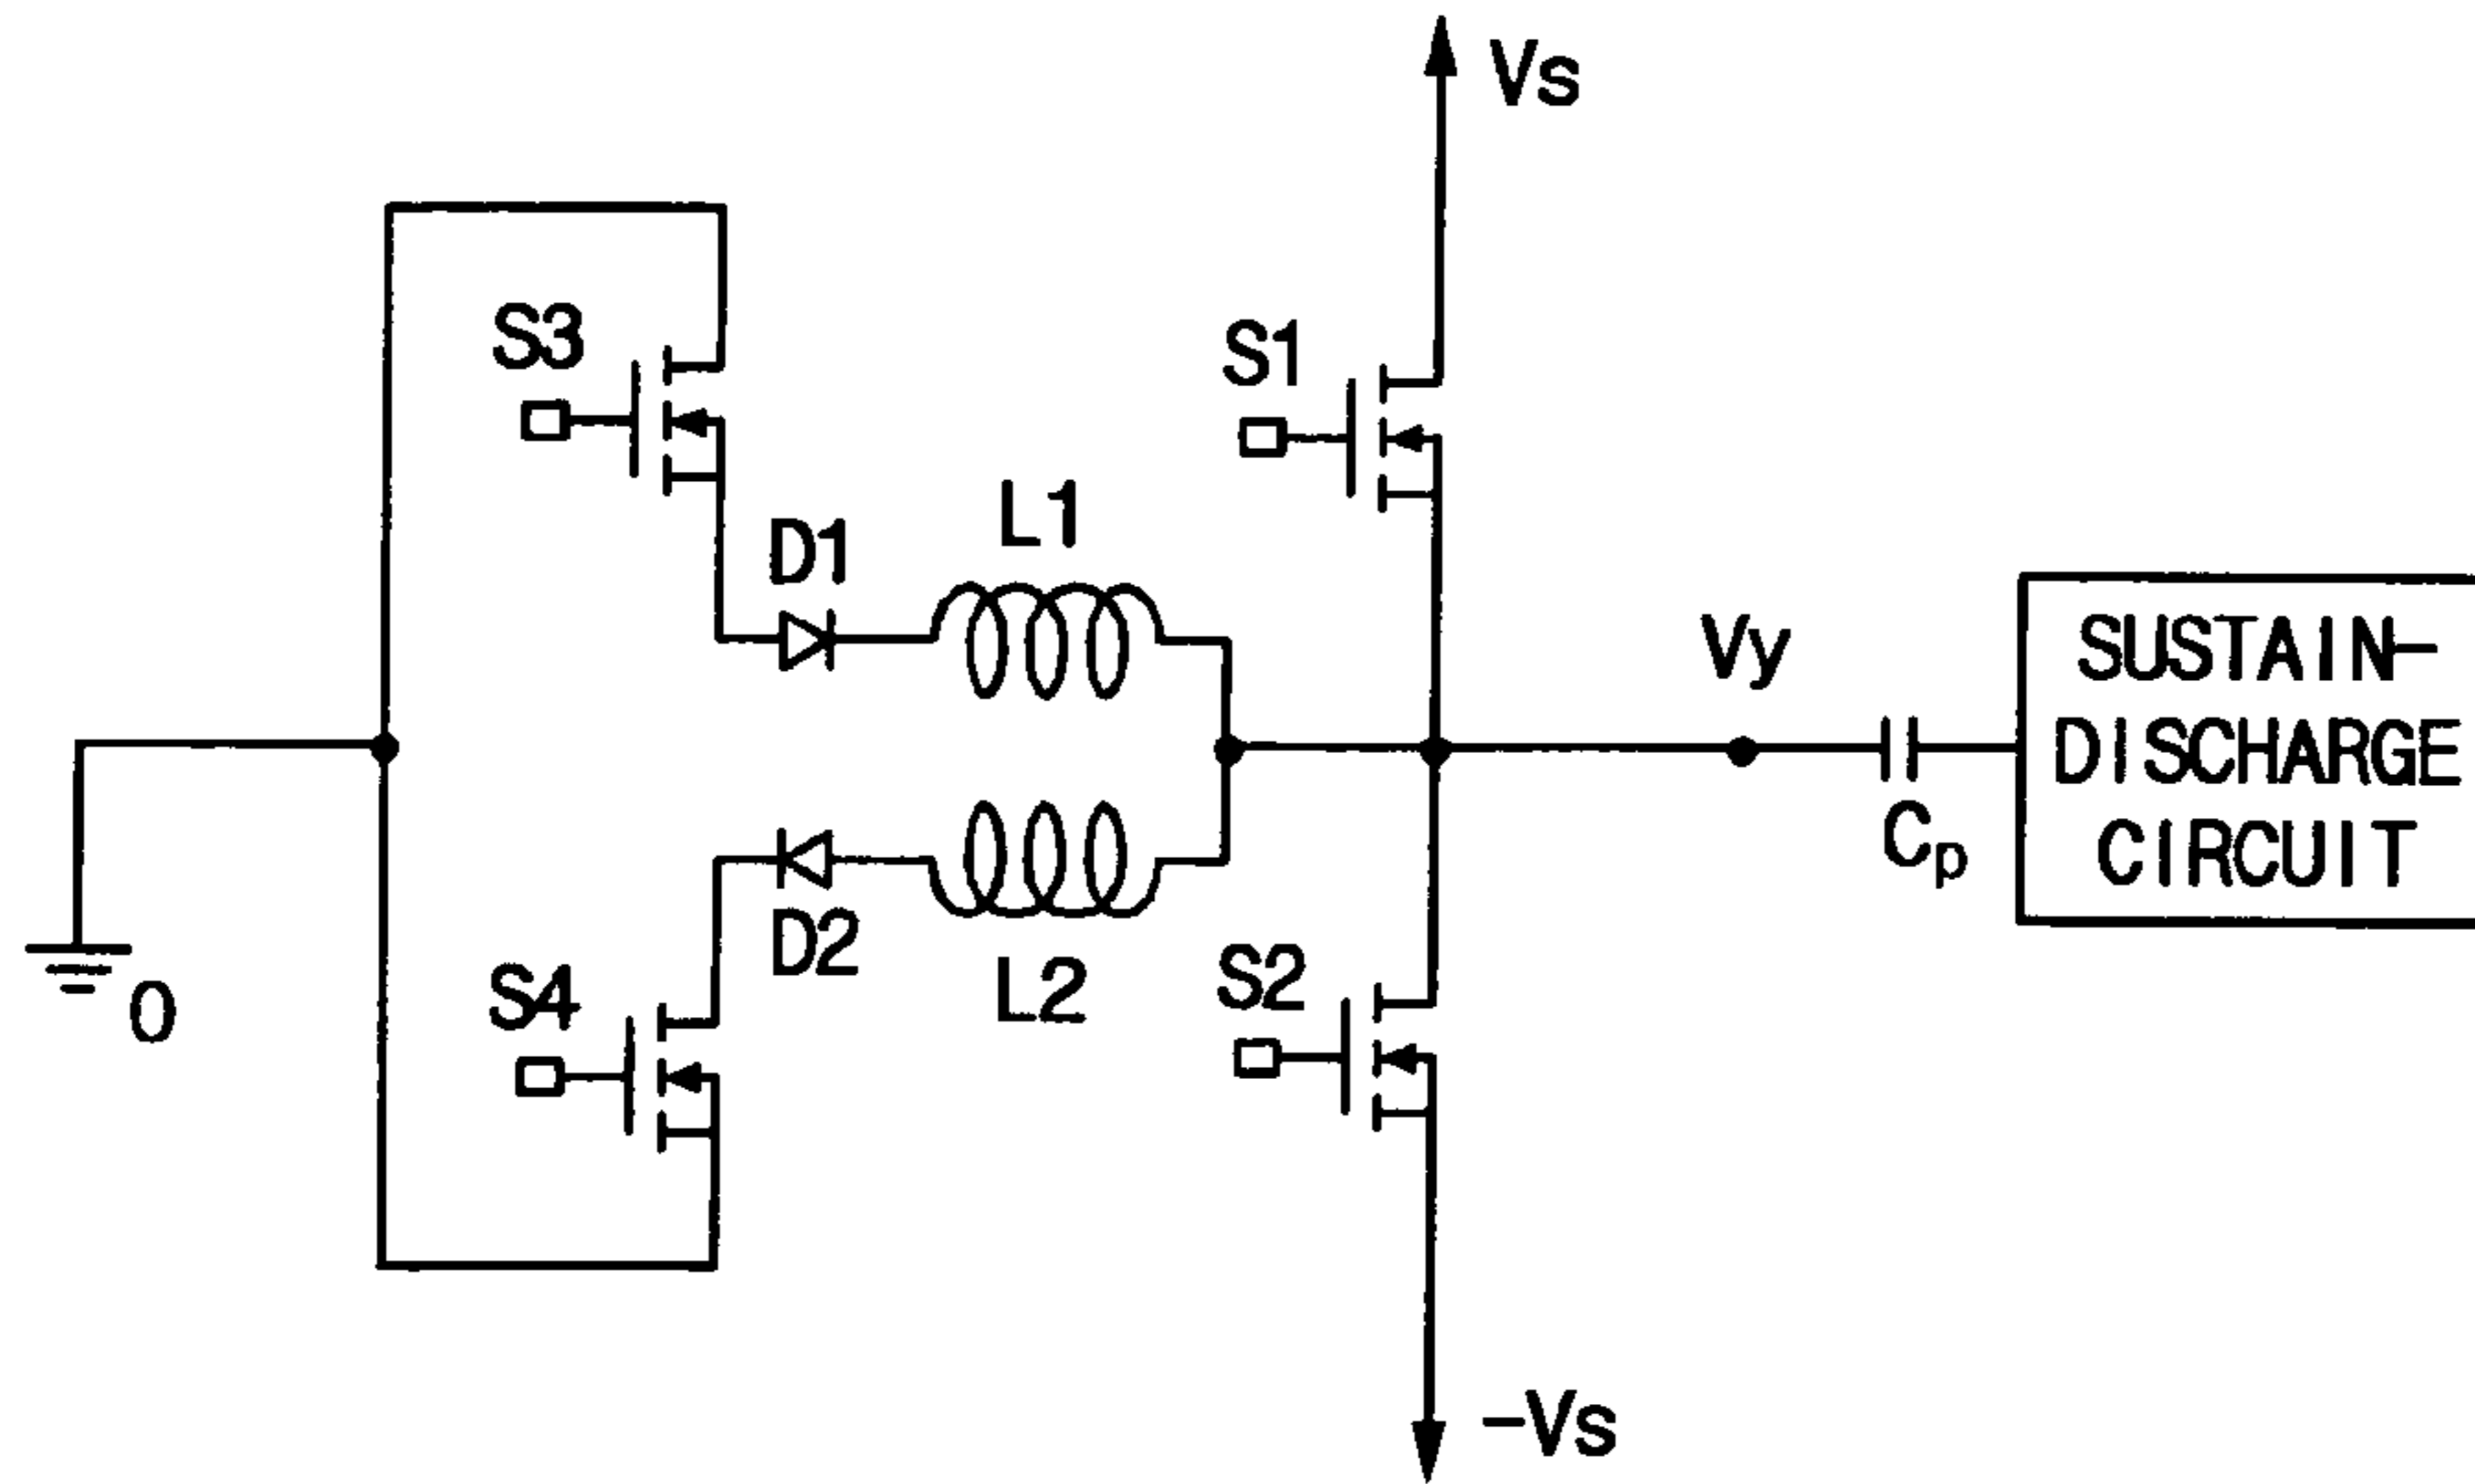 Vs
S3
S1
D1
L1
Vy
SUSTAIN-
DISCHARGE
CIRCUIT
Cp
D2
L2
S4
S2
0
-Vs